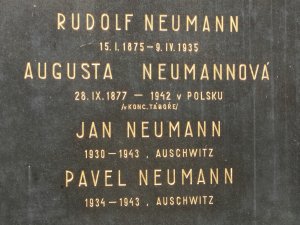 RUDOLF NEUMANN
15. I. 1875 – 9. IV. 1935
AUGUSTA NEUMANNOVÁ
28. IX. 1877 – 1942 V POLSKU
/V KONC. TÁBOŘE/
JAN NEUMANN
1930 – 1943 , AUSCHWITZ
PAVEL NEUMANN
1934 – 1943 , AUSCHWITZ